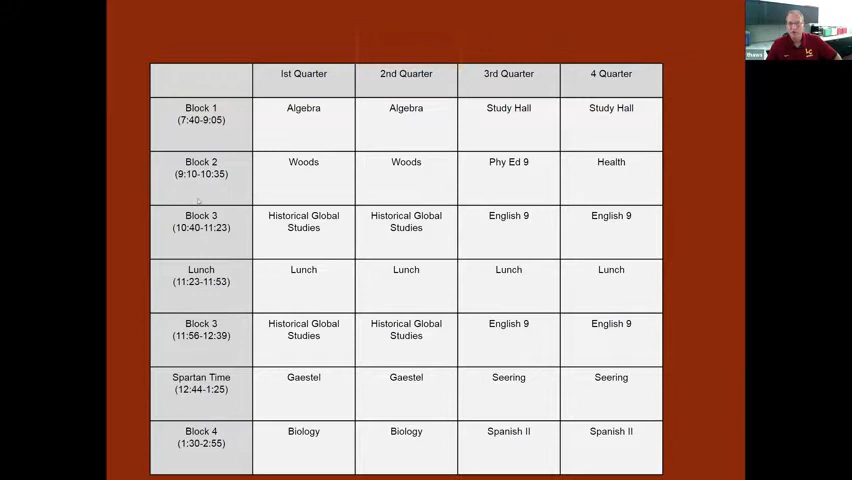 1st Quarter 2nd Quarter 3rd Quarter 4 Quarter
Block 1 Algebra Algebra Study Hall Study Hall
(7:40-9:05)
Block 2 Woods Woods Phy Ed 9 Health
(9:10-10:35)
Block 3 Historical Global Historical Global English 9 English 9
(10:40-11:23) Studies Studies
Lunch Lunch Lunch Lunch Lunch
(11:23-11:53)
Block 3 Historical Global Historical Global English 9 English 9
(11:56-12:39) Studies Studies
Spartan Time Gaestel Gaestel Seering Seering
(12:44-1:25)
Block 4 Biology Biology Spanish II Spanish II
(1:30-2:55)